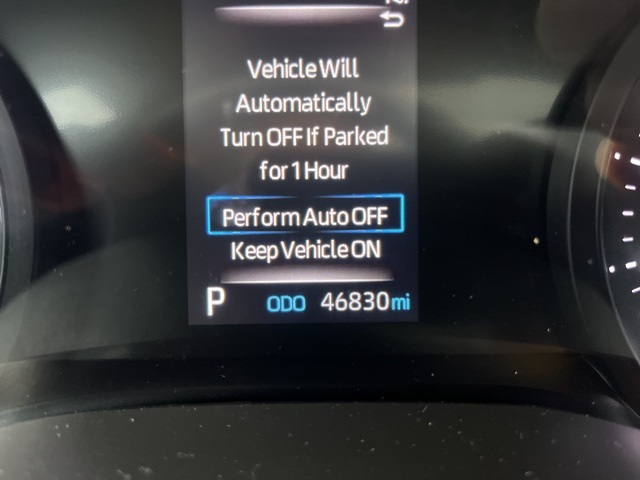 Vehicle Will
Automatically
Turn OFF If Parked
for 1 Hour
Perform Auto OFF
Keep Vehicle ON
P ODO 46830 mi